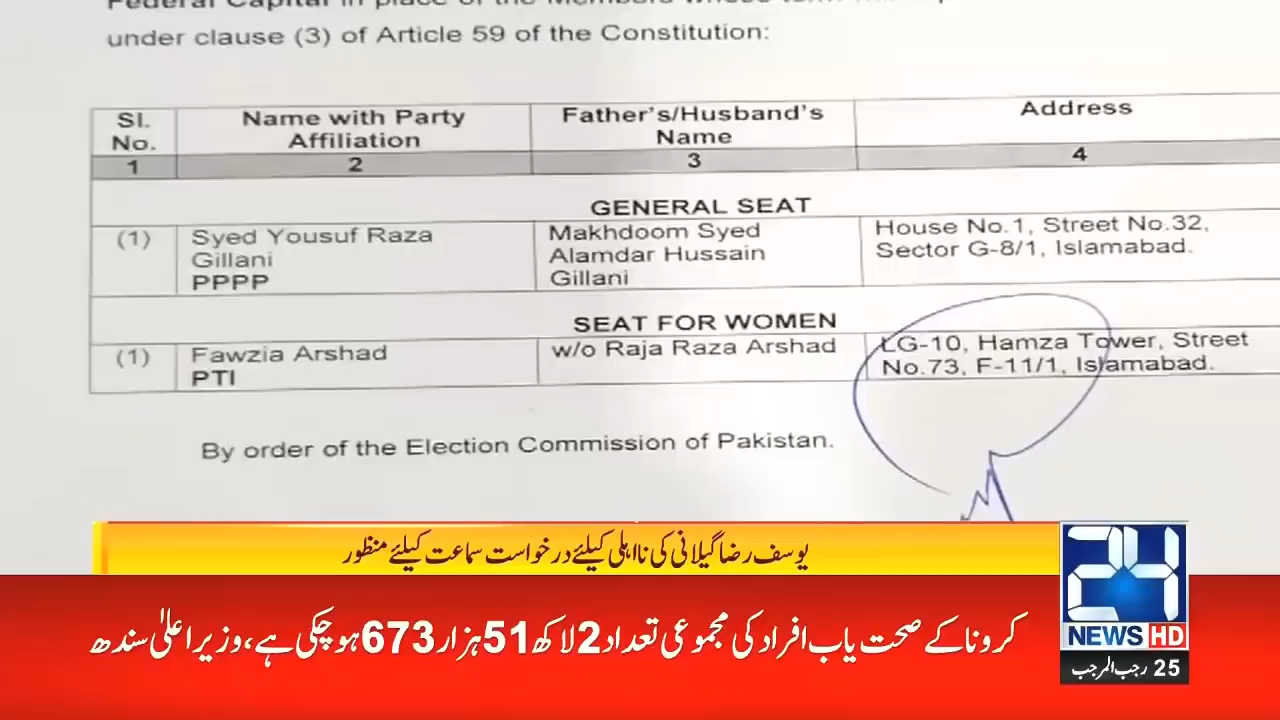 under clause (3) of Article 59 of the Constitution:
Sl. No. Name with Party Affiliation Father's/Husband's Name Address
1 2 3 4
GENERAL SEAT
(1) Syed Yousuf Raza Gillani PPPP Makhdoom Syed Alamdar Hussain Gillani House No.1, Street No.32, Sector G-8/1, Islamabad.
SEAT FOR WOMEN
(1) Fawzia Arshad PTI w/o Raja Raza Arshad LG-10, Hamza Tower, Street No.73, F-11/1, Islamabad.
By order of the Election Commission of Pakistan.
یوسف رضا گیلانی کی نااہلی کیلئے درخواست سماعت کیلئے منظور
کرونا کے صحت یاب افراد کی مجموعی تعداد 2 لاکھ 51 ہزار 673 ہو چکی ہے، وزیراعلیٰ سندھ
24
NEWS HD
25 رجب المرجب